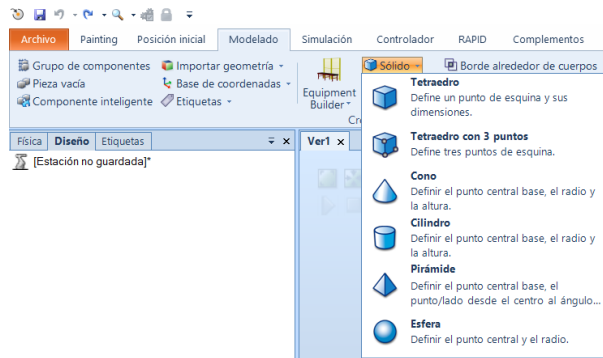 Archivo Painting Posición inicial Modelado Simulación Controlador RAPID Complementos
Grupo de componentes Importar geometría Sólido Borde alrededor de cuerpos
Pieza vacía Base de coordenadas
Componente inteligente Etiquetas
Equipment
Builder
Cre
Física Diseño Etiquetas
[Estación no guardada]*
Ver1
Tetraedro
Define un punto de esquina y sus
dimensiones.
Tetraedro con 3 puntos
Define tres puntos de esquina.
Cono
Definir el punto central base, el radio y
la altura.
Cilindro
Definir el punto central base, el radio y
la altura.
Pirámide
Definir el punto central base, el
punto/lado desde el centro al ángulo...
Esfera
Definir el punto central y el radio.